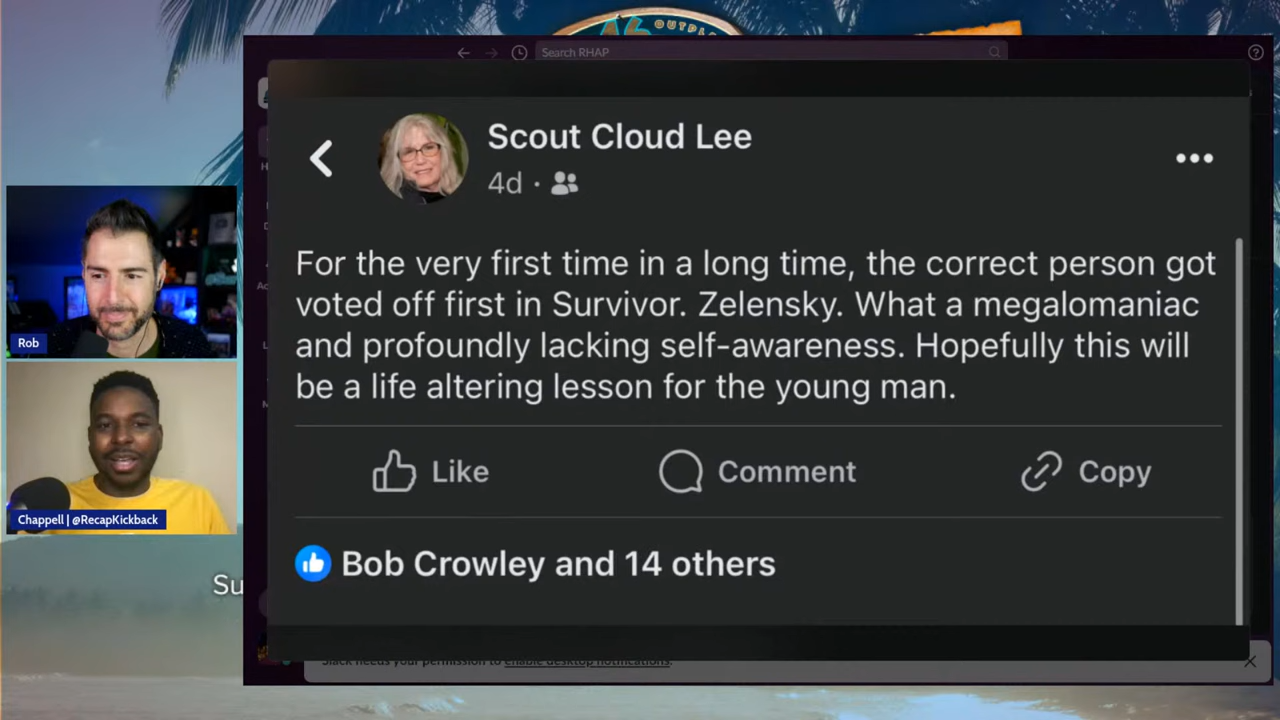 46 OUTPL
Search RHAP
Scout Cloud Lee
4d ·
For the very first time in a long time, the correct person got
voted off first in Survivor. Zelensky. What a megalomaniac
and profoundly lacking self-awareness. Hopefully this will
be a life altering lesson for the young man.
Like
Comment
Copy
Bob Crowley and 14 others
Rob
Chappell | @RecapKickback
Su
Slack needs your permission to enable desktop notifications.